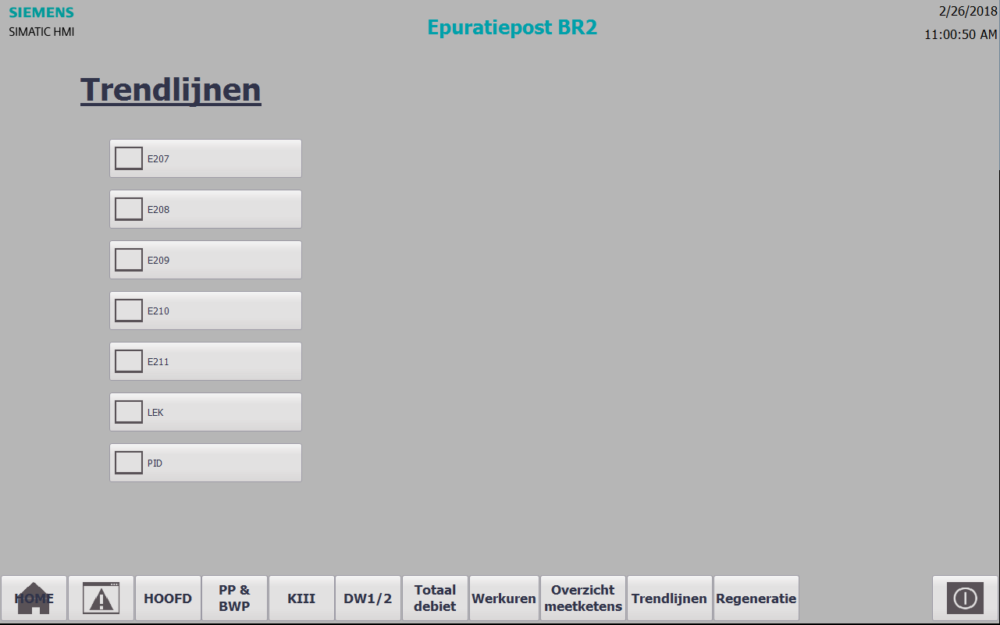 SIEMENS
SIMATIC HMI
Epuratiepost BR2
2/26/2018
11:00:50 AM
Trendlijnen
E207
E208
E209
E210
E211
LEK
PID
HOME
HOOFD
PP &
BWP
KIII
DW1/2
Totaal
debiet
Werkuren
Overzicht
meetketens
Trendlijnen
Regeneratie